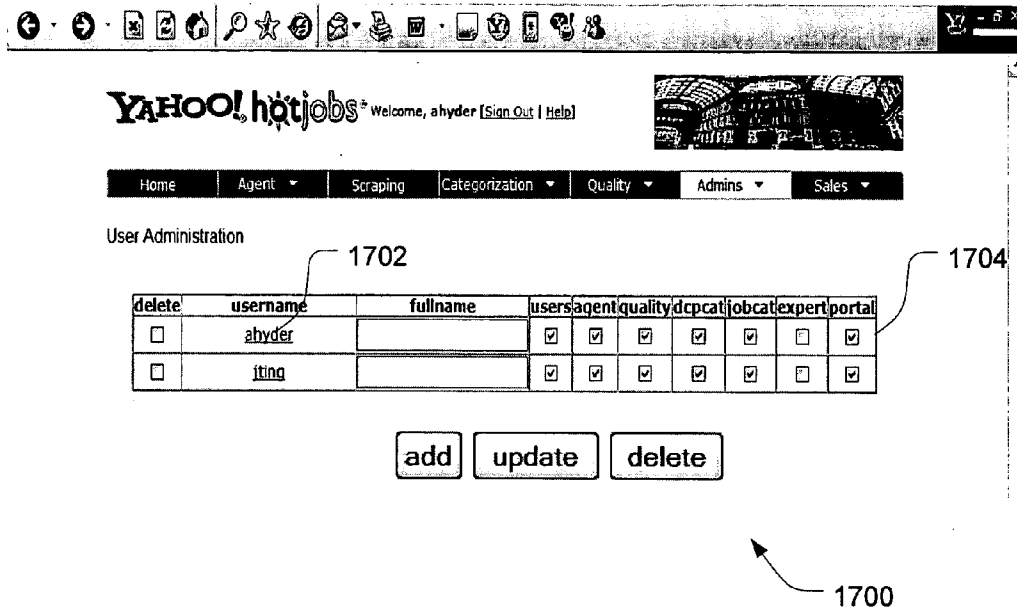 YAHOO! hotjobs Welcome, ahyder [Sign Out | Help]
Home Agent Scraping Categorization Quality Admins Sales
User Administration
1702
1704
delete username fullname users agent quality dcpcat jobcat expert portal
ahyder
jting
add update delete
1700